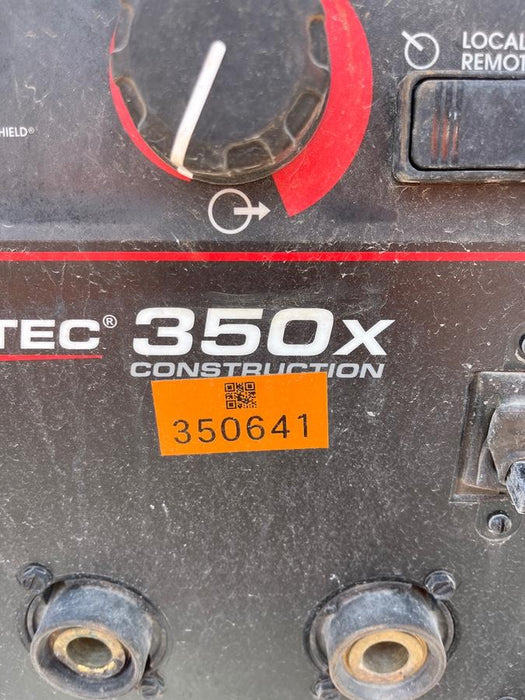 LOCAL
REMOT
HIELD®
TEC® 350X
CONSTRUCTION
350641